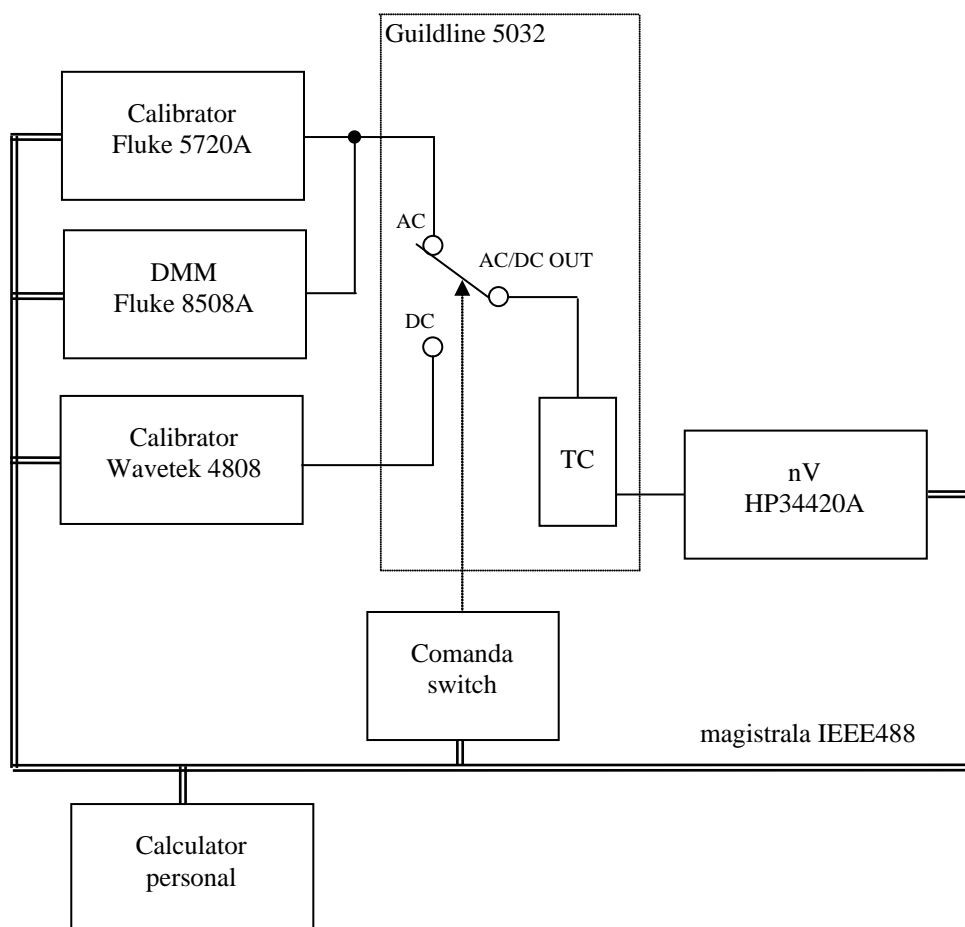 Guildline 5032
Calibrator
Fluke 5720A
AC
AC/DC OUT
DMM
Fluke 8508A
DC
Calibrator
Wavetek 4808
TC
nV
HP34420A
Comanda
switch
magistrala IEEE488
Calculator
personal